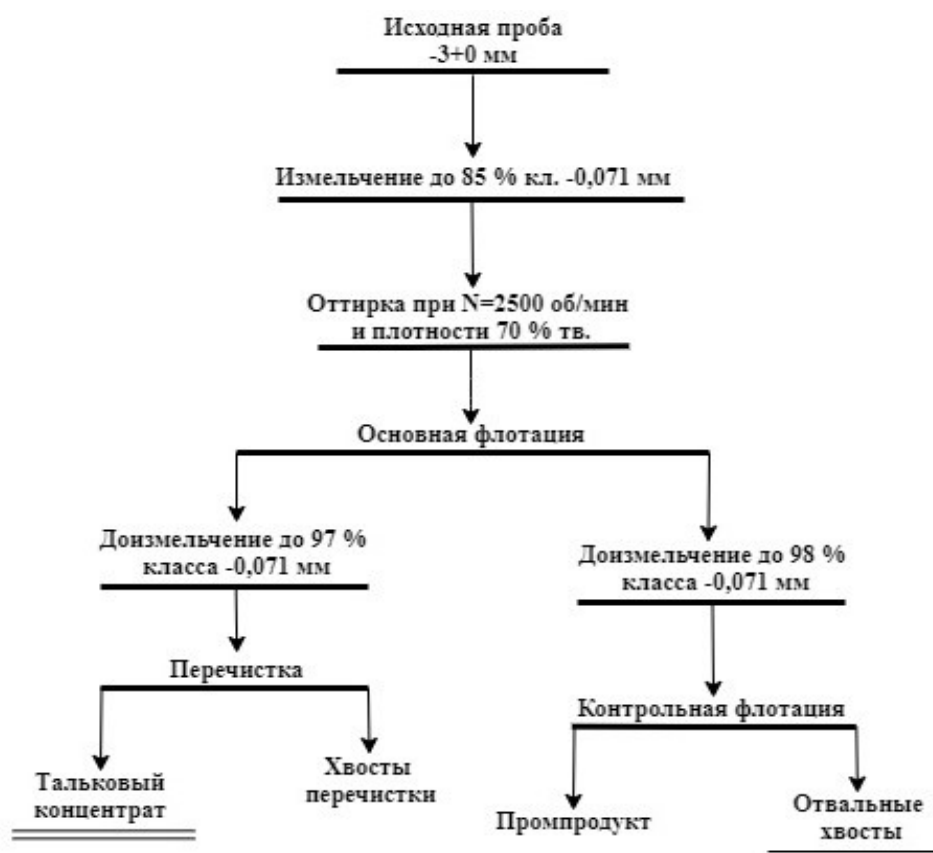 Исходная проба
-3+0 мм
Измельчение до 85 % кл. -0,071 мм
Оттирка при N=2500 об/мин
и плотности 70 % тв.
Основная флотация
Доизмельчение до 97 %
класса -0,071 мм
Доизмельчение до 98 %
класса -0,071 мм
Перечистка
Контрольная флотация
Тальковый
концентрат
Хвосты
перечистки
Промпродукт
Отвальные
хвосты